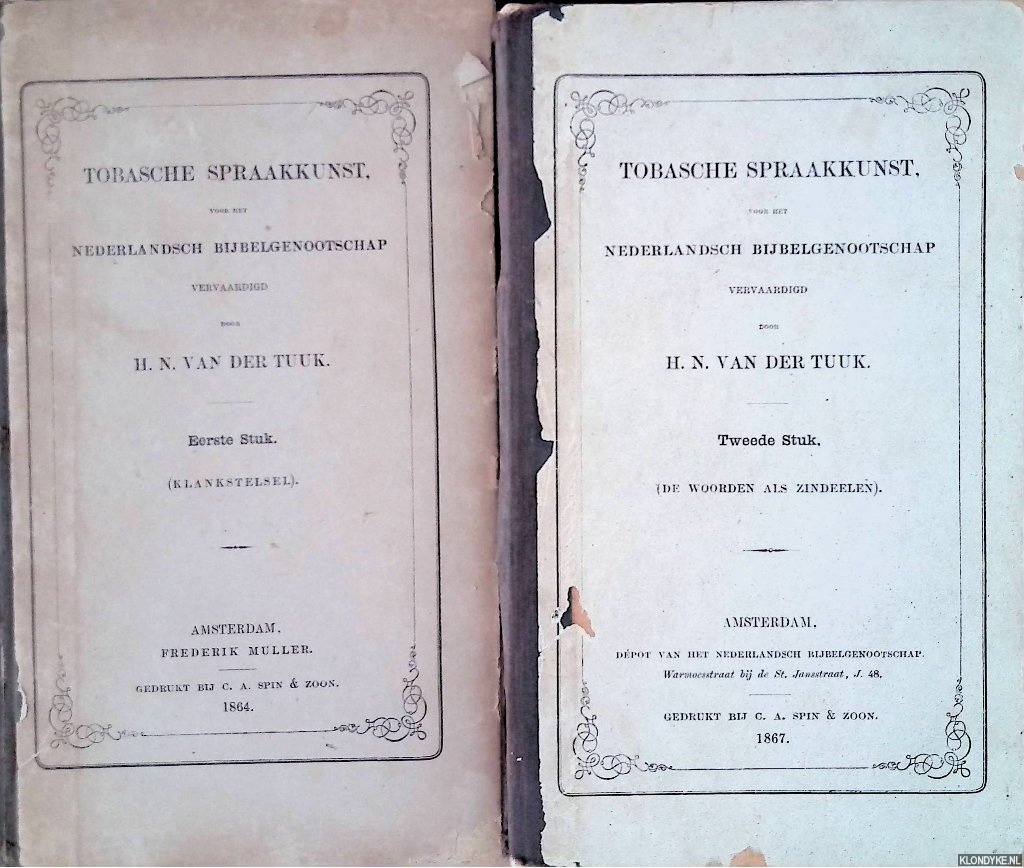 TOBASCHE SPRAAKKUNST,
VOOR HET
NEDERLANDSCH BIJBELGENOOTSCHAP
VERVAARDIGD
DOOR
H. N. VAN DER TUUK.
Eerste Stuk.
(KLANKSTELSEL).
AMSTERDAM,
FREDERIK MULLER.
GEDRUKT BIJ C. A. SPIN & ZOON.
1864.
TOBASCHE SPRAAKKUNST,
VOOR HET
NEDERLANDSCH BIJBELGENOOTSCHAP
VERVAARDIGD
DOOR
H. N. VAN DER TUUK.
Tweede Stuk.
(DE WOORDEN ALS ZINDEELEN).
AMSTERDAM,
DÉPOT VAN HET NEDERLANDSCH BIJBELGENOOTSCHAP.
Warmoesstraat bij de St. Jansstraat, J. 48.
GEDRUKT BIJ C. A. SPIN & ZOON.
1867.
KLONDYKE.NL